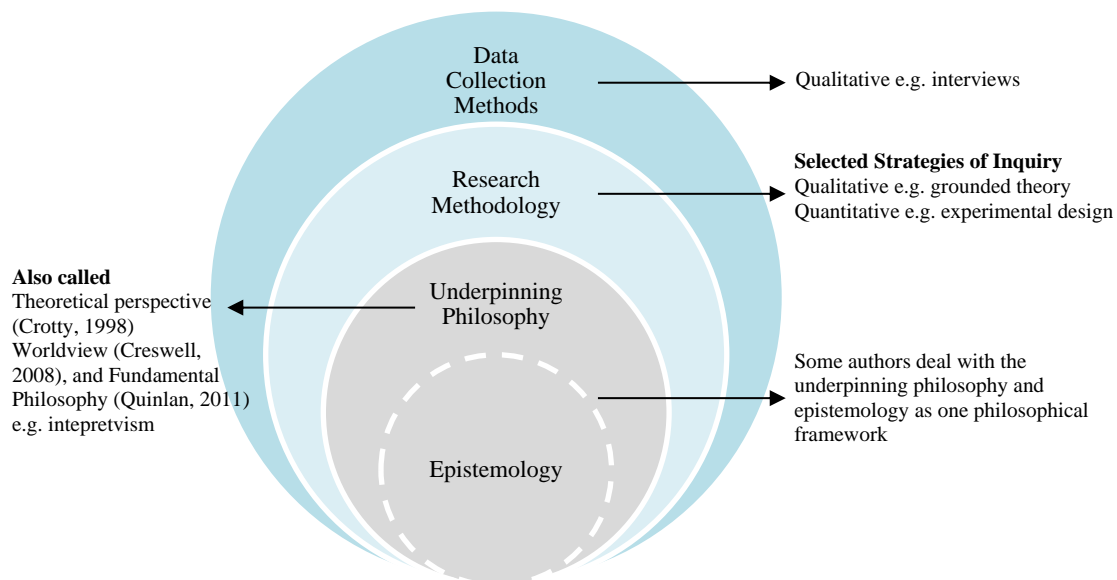 Data
Collection
Methods
Qualitative e.g. interviews
Research
Methodology
Selected Strategies of Inquiry
Qualitative e.g. grounded theory
Quantitative e.g. experimental design
Also called
Theoretical perspective
(Crotty, 1998)
Worldview (Creswell,
2008), and Fundamental
Philosophy (Quinlan, 2011)
e.g. intepretvism
Underpinning
Philosophy
Some authors deal with the
underpinning philosophy and
epistemology as one philosophical
framework
Epistemology